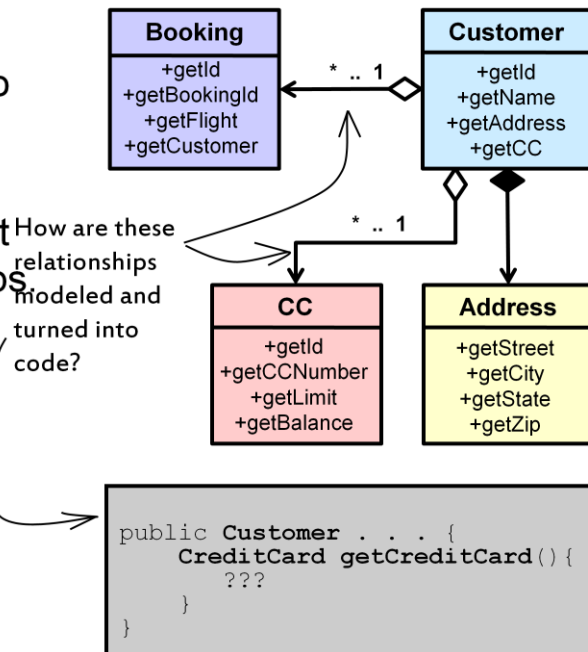 Booking
+getId
+getBookingId
+getFlight
+getCustomer
* .. 1
Customer
+getId
+getName
+getAddress
+getCC
How are these
relationships
modeled and
turned into
code?
* .. 1
CC
+getId
+getCCNumber
+getLimit
+getBalance
Address
+getStreet
+getCity
+getState
+getZip
public Customer . . . {
CreditCard getCreditCard(){
???
}
}